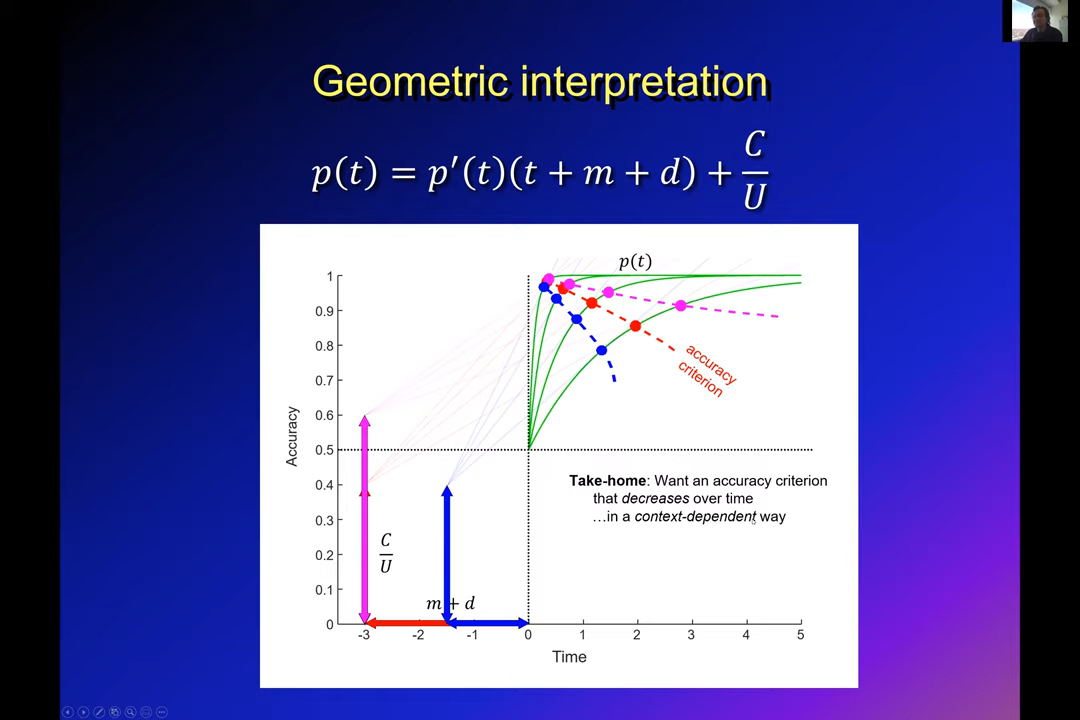 Geometric interpretation
p(t) = p′(t)(t + m + d) + C/U
p(t)
1
0.9
0.8
0.7
0.6
0.5
0.4
0.3
0.2
0.1
0
Accuracy
accuracy
criterion
Take-home: Want an accuracy criterion
that decreases over time
…in a context-dependent way
C/U
m + d
-3 -2 -1 0 1 2 3 4 5
Time